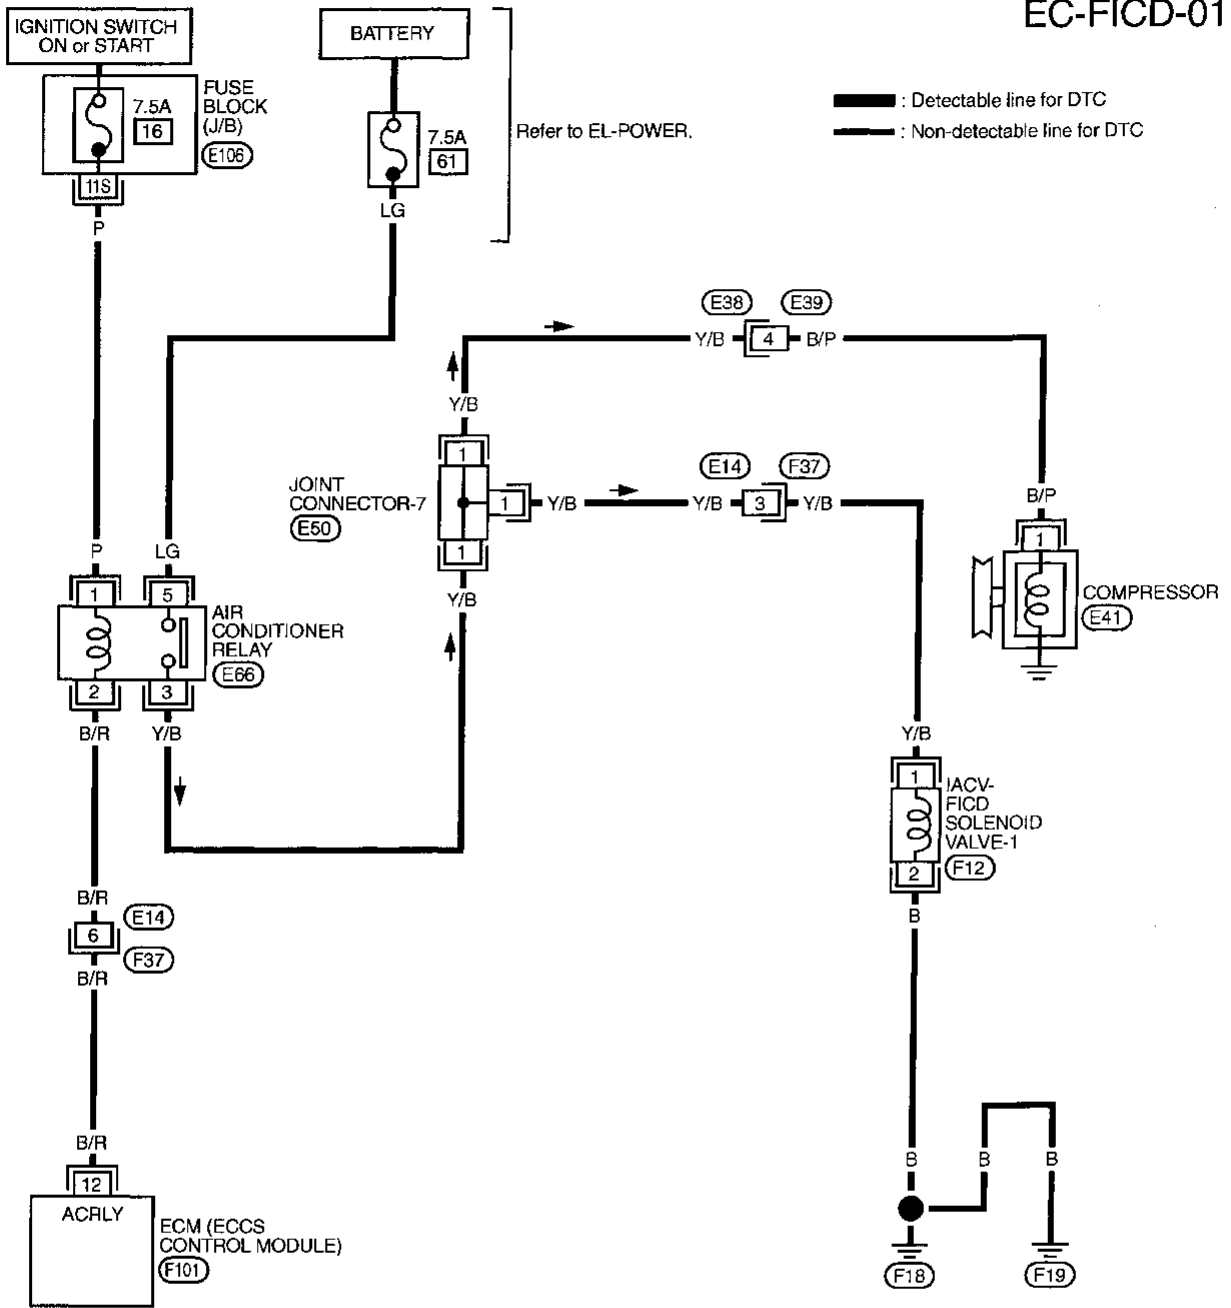 EC-FICD-01
IGNITION SWITCH
ON or START
BATTERY
FUSE
BLOCK
(J/B)
E106
7.5A
16
11S
P
7.5A
61
LG
Refer to EL-POWER.
: Detectable line for DTC
: Non-detectable line for DTC
E38
E39
Y/B
4
B/P
Y/B
1
JOINT
CONNECTOR-7
E50
1
Y/B
E14
F37
Y/B
3
Y/B
1
Y/B
B/P
1
COMPRESSOR
E41
P
LG
1
5
AIR
CONDITIONER
RELAY
E66
2
3
B/R
Y/B
Y/B
1
IACV-
FICD
SOLENOID
VALVE-1
F12
2
B
B/R
E14
6
F37
B/R
B/R
12
ACRLY
ECM (ECCS
CONTROL MODULE)
F101
B
B
B
F18
F19